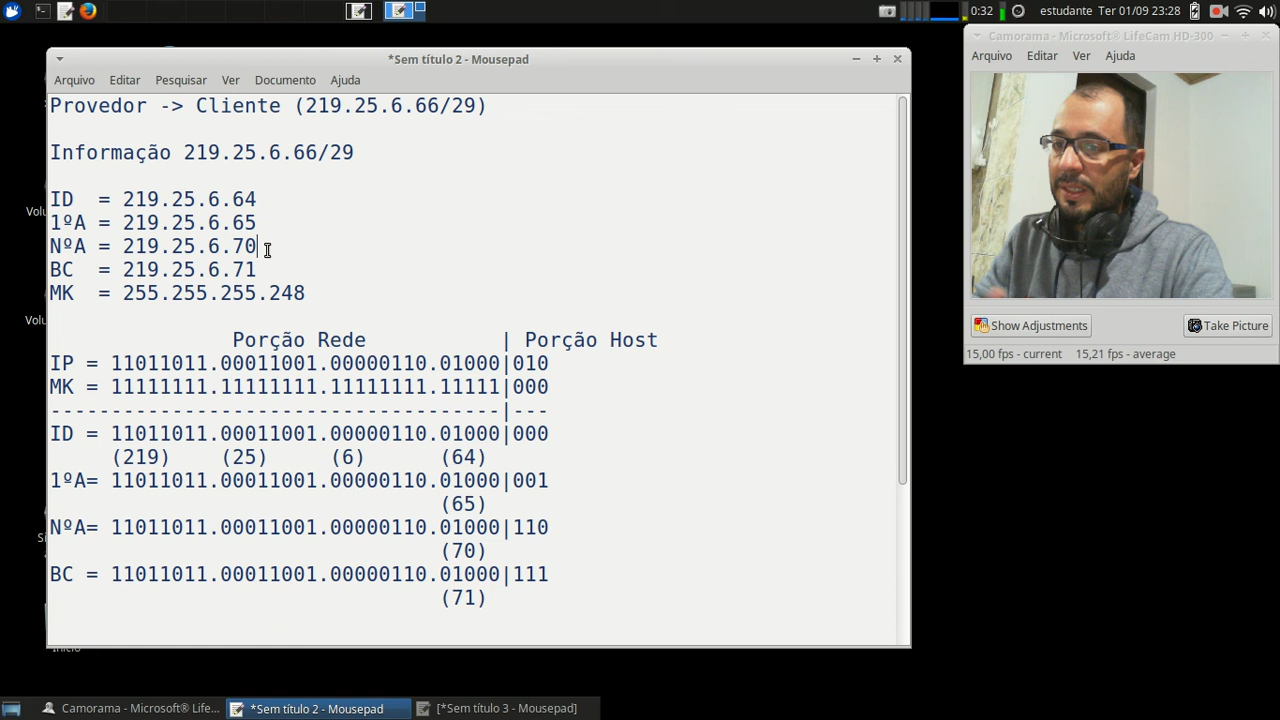 0:32 estudante Ter 01/09 23:28
*Sem título 2 - Mousepad
Arquivo Editar Pesquisar Ver Documento Ajuda
Provedor -> Cliente (219.25.6.66/29)
Informação 219.25.6.66/29
ID = 219.25.6.64
1ºA = 219.25.6.65
NºA = 219.25.6.70
BC = 219.25.6.71
MK = 255.255.255.248
Porção Rede | Porção Host
IP = 11011011.00011001.00000110.01000|010
MK = 11111111.11111111.11111111.11111|000
-------------------------------------|---
ID = 11011011.00011001.00000110.01000|000
(219) (25) (6) (64)
1ºA= 11011011.00011001.00000110.01000|001
(65)
NºA= 11011011.00011001.00000110.01000|110
(70)
BC = 11011011.00011001.00000110.01000|111
(71)
Camorama - Microsoft® LifeCam HD-300
Arquivo Editar Ver Ajuda
Show Adjustments Take Picture
15,00 fps - current 15,21 fps - average
Volu
Volu
Camorama - Microsoft® Life... *Sem título 2 - Mousepad [*Sem título 3 - Mousepad]